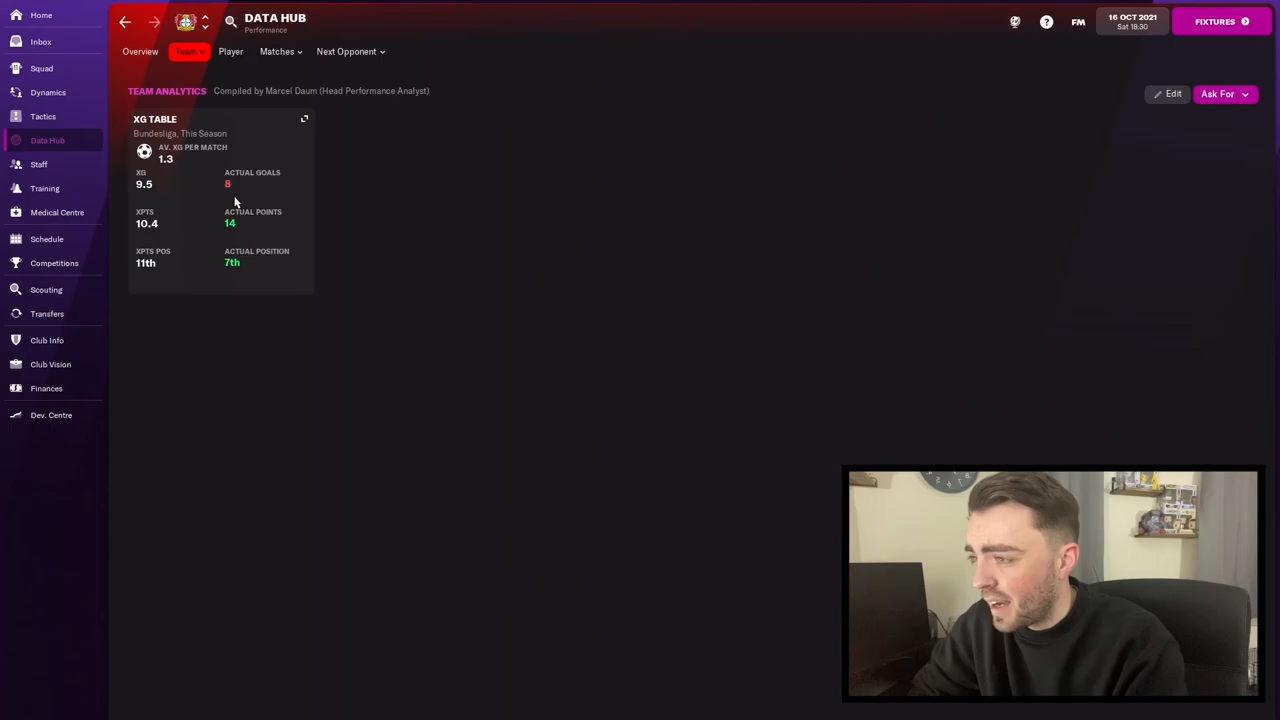 Home
Inbox
Squad
Dynamics
Tactics
Data Hub
Staff
Training
Medical Centre
Schedule
Competitions
Scouting
Transfers
Club Info
Club Vision
Finances
Dev. Centre
DATA HUB
Performance
?
FM
16 OCT 2021
Sat 18:30
FIXTURES
Overview
Team
Player
Matches
Next Opponent
TEAM ANALYTICS Compiled by Marcel Daum (Head Performance Analyst)
Edit
Ask For
XG TABLE
Bundesliga, This Season
AV. XG PER MATCH
1.3
XG ACTUAL GOALS
9.5 8
XPTS ACTUAL POINTS
10.4 14
XPTS POS ACTUAL POSITION
11th 7th